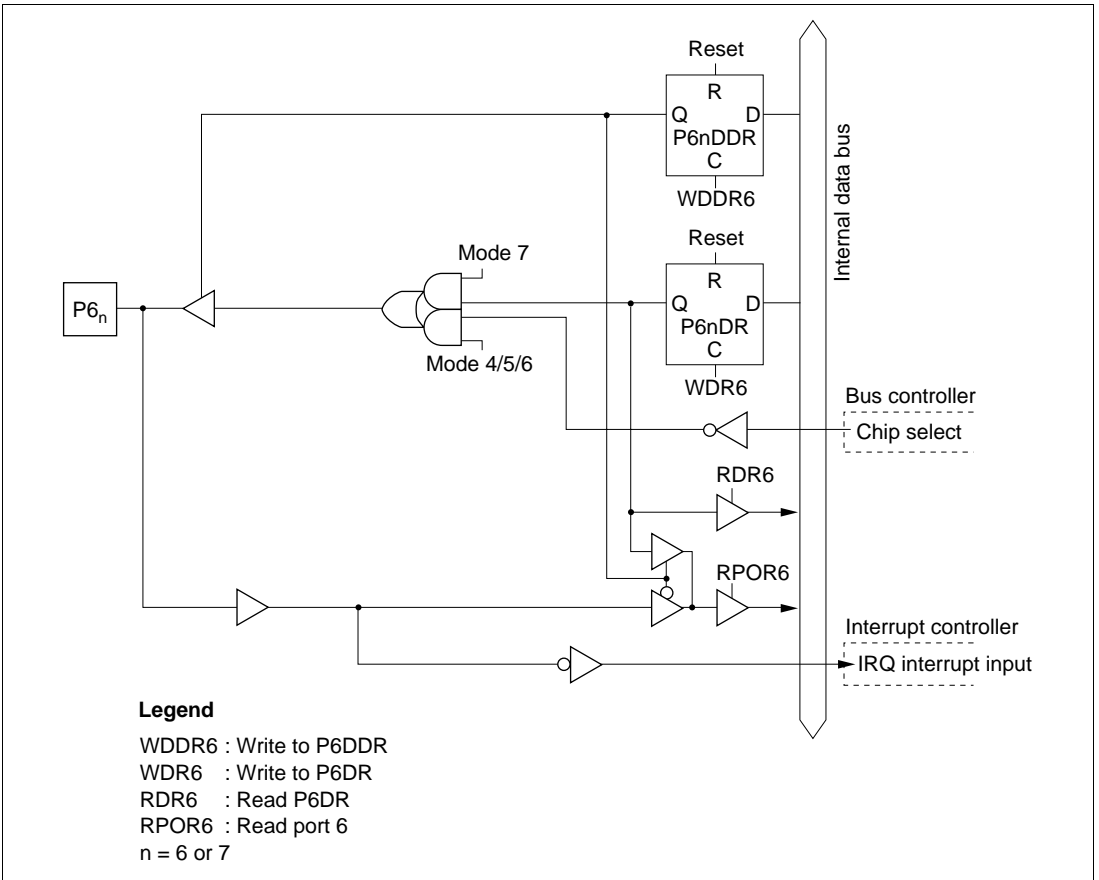 Reset
R
Q D
P6nDDR
C
WDDR6
Internal data bus
Mode 7
Reset
R
P6n
Q D
P6nDR
C
Mode 4/5/6
WDR6
Bus controller
Chip select
RDR6
RPOR6
Interrupt controller
IRQ interrupt input
Legend
WDDR6 : Write to P6DDR
WDR6 : Write to P6DR
RDR6 : Read P6DR
RPOR6 : Read port 6
n = 6 or 7